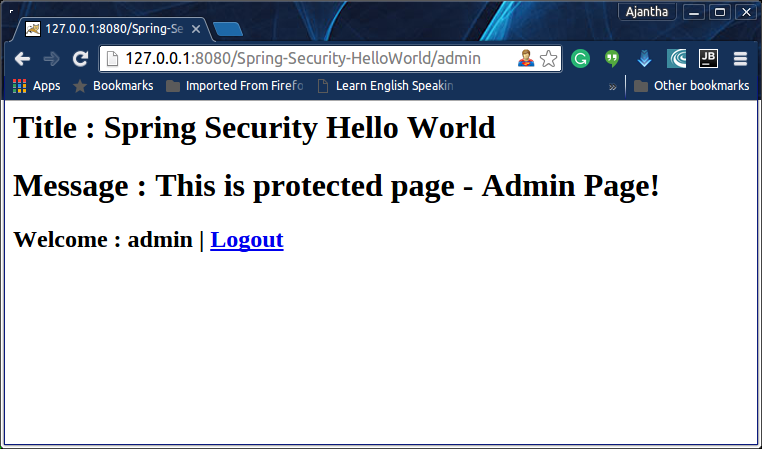 Ajantha
127.0.0.1:8080/Spring-Se
127.0.0.1:8080/Spring-Security-HelloWorld/admin
JB
Apps Bookmarks Imported From Firefo Learn English Speakin » Other bookmarks
Title : Spring Security Hello World
Message : This is protected page - Admin Page!
Welcome : admin | Logout